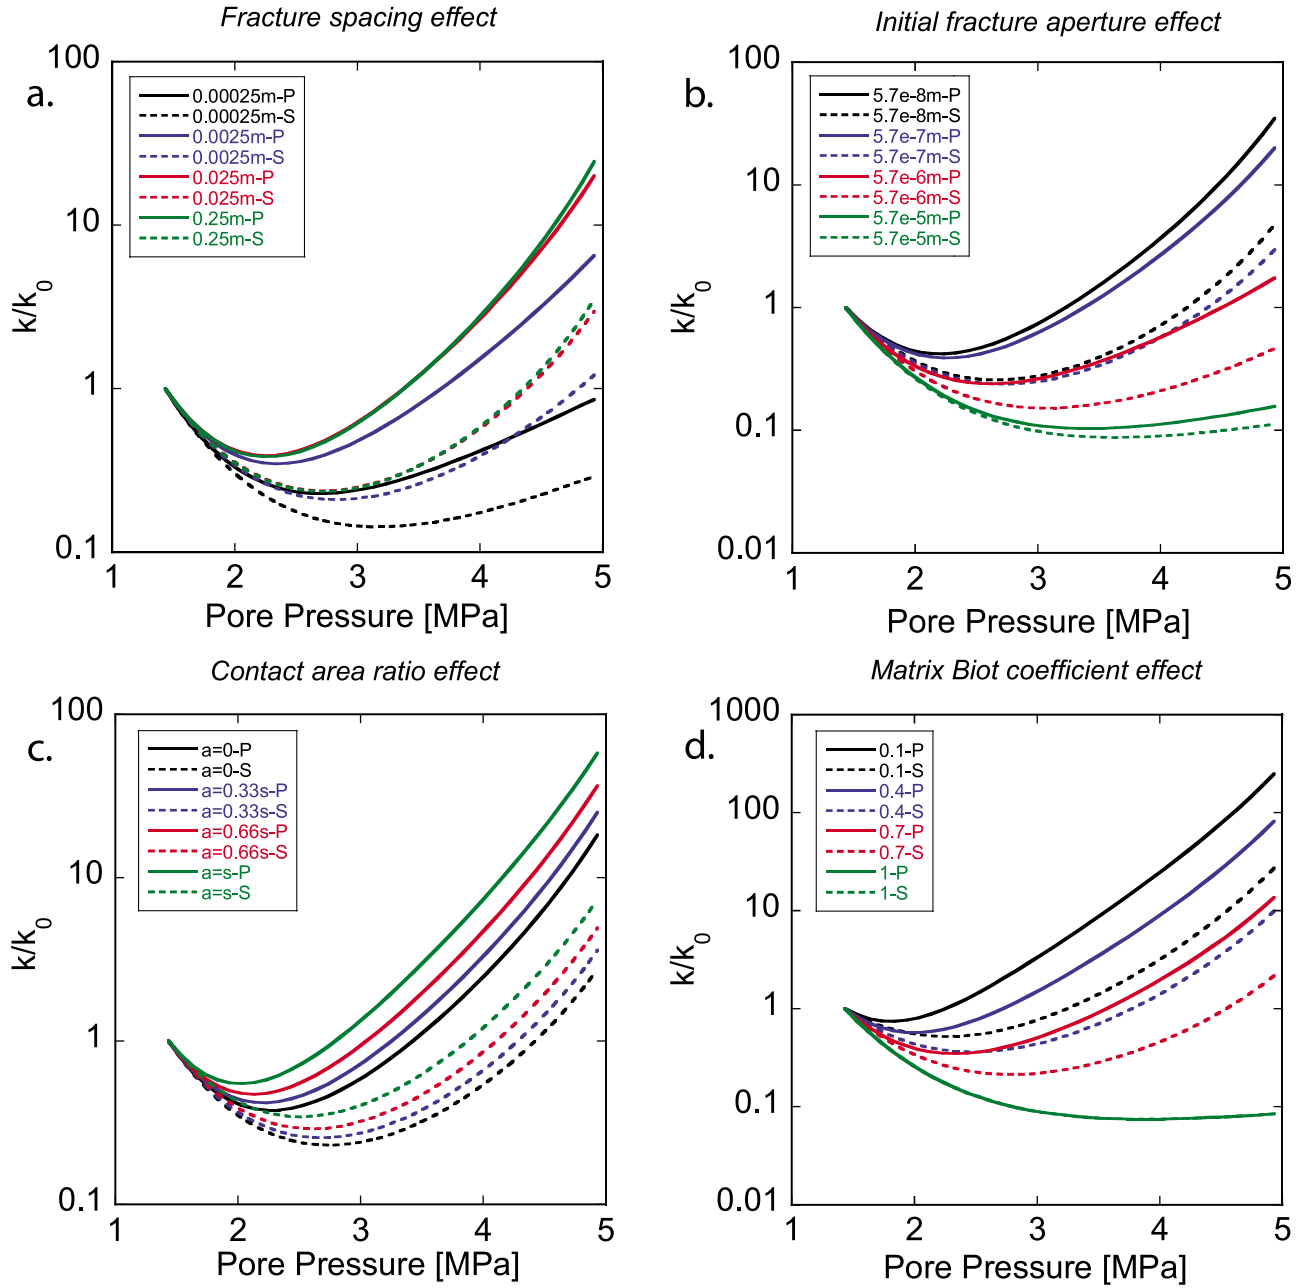 Fracture spacing effect
a.
0.00025m-P
0.00025m-S
0.0025m-P
0.0025m-S
0.025m-P
0.025m-S
0.25m-P
0.25m-S
100
10
1
0.1
k/k0
1 2 3 4 5
Pore Pressure [MPa]
Initial fracture aperture effect
b.
5.7e-8m-P
5.7e-8m-S
5.7e-7m-P
5.7e-7m-S
5.7e-6m-P
5.7e-6m-S
5.7e-5m-P
5.7e-5m-S
100
10
1
0.1
0.01
k/k0
1 2 3 4 5
Pore Pressure [MPa]
Contact area ratio effect
c.
a=0-P
a=0-S
a=0.33s-P
a=0.33s-S
a=0.66s-P
a=0.66s-S
a=s-P
a=s-S
100
10
1
0.1
k/k0
1 2 3 4 5
Pore Pressure [MPa]
Matrix Biot coefficient effect
d.
0.1-P
0.1-S
0.4-P
0.4-S
0.7-P
0.7-S
1-P
1-S
1000
100
10
1
0.1
0.01
k/k0
1 2 3 4 5
Pore Pressure [MPa]